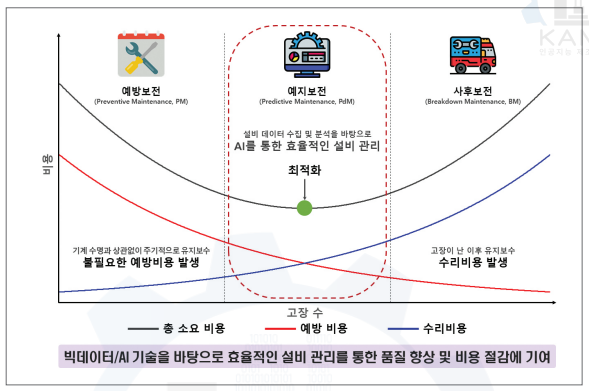 KAN
예방보전
(Preventive Maintenance, PM)
예지보전
(Predictive Maintenance, PdM)
사후보전
(Breakdown Maintenance, BM)
설비 데이터 수집 및 분석을 바탕으로
AI를 통한 효율적인 설비 관리
최적화
비용
기계 수명과 상관없이 주기적으로 유지보수
불필요한 예방비용 발생
고장이 난 이후 유지보수
수리비용 발생
고장 수
총 소요 비용
예방 비용
수리비용
빅데이터/AI 기술을 바탕으로 효율적인 설비 관리를 통한 품질 향상 및 비용 절감에 기여